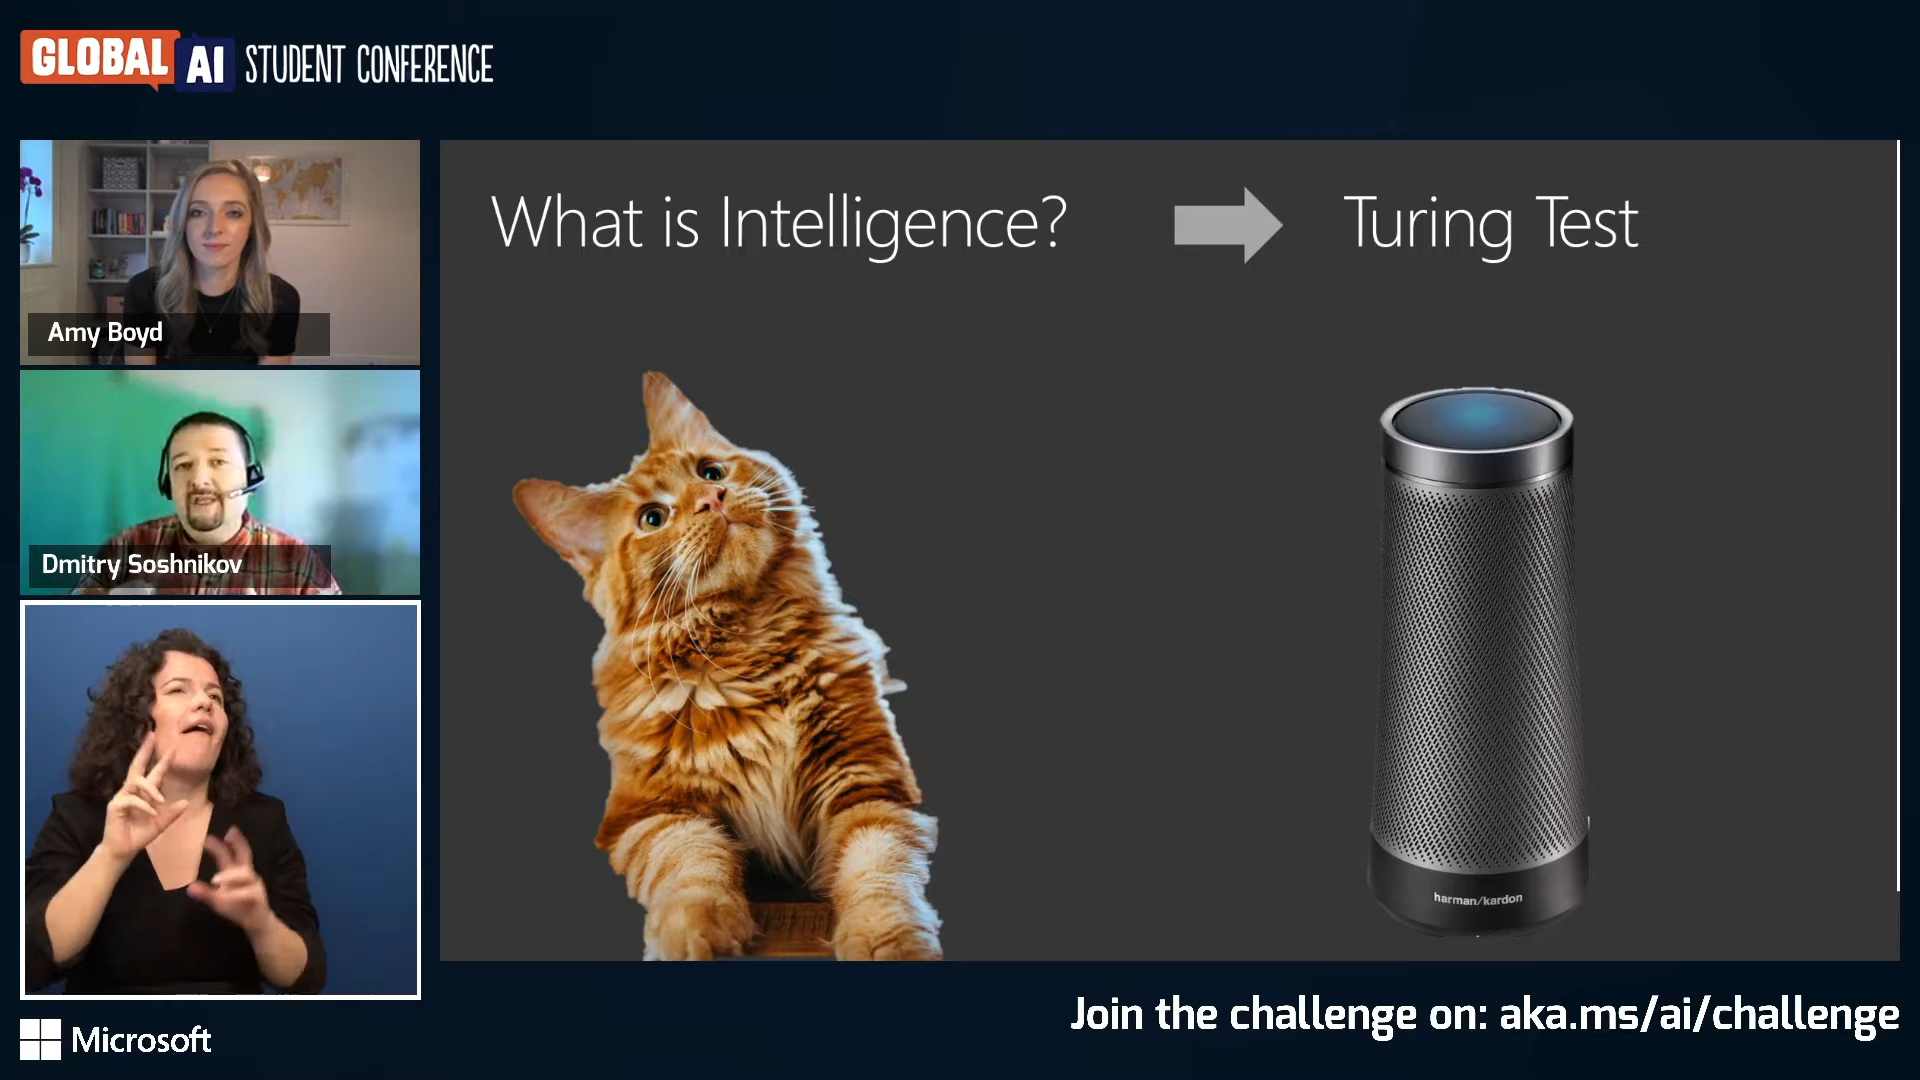 GLOBAL AI STUDENT CONFERENCE
Amy Boyd
Dmitry Soshnikov
What is Intelligence?
Turing Test
harman/kardon
Join the challenge on: aka.ms/ai/challenge
Microsoft